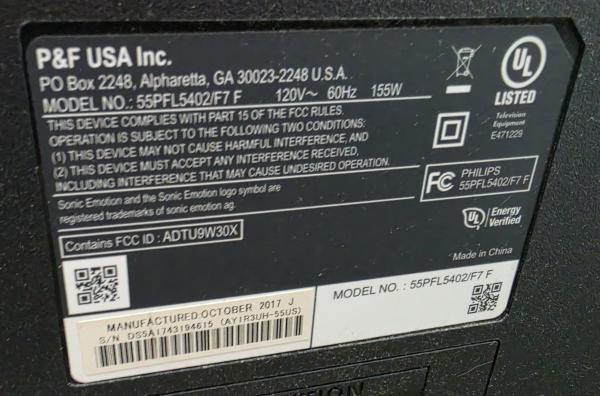 P&F USA Inc.
PO Box 2248, Alpharetta, GA 30023-2248 U.S.A.
MODEL NO.: 55PFL5402/F7 F 120V~ 60Hz 155W
THIS DEVICE COMPLIES WITH PART 15 OF THE FCC RULES.
OPERATION IS SUBJECT TO THE FOLLOWING TWO CONDITIONS:
(1) THIS DEVICE MAY NOT CAUSE HARMFUL INTERFERENCE, AND
(2) THIS DEVICE MUST ACCEPT ANY INTERFERENCE RECEIVED,
INCLUDING INTERFERENCE THAT MAY CAUSE UNDESIRED OPERATION.
Sonic Emotion and the Sonic Emotion logo symbol are
registered trademarks of sonic emotion ag.
Contains FCC ID : ADTU9W30X
UL
LISTED
Television
Equipment
E471229
FC PHILIPS
55PFL5402/F7 F
UL Energy
Verified
Made in China
MANUFACTURED:OCTOBER 2017 J
S/N DS5A1743194615 (AYIR3UH-55US)
MODEL NO. : 55PFL5402/F7 F